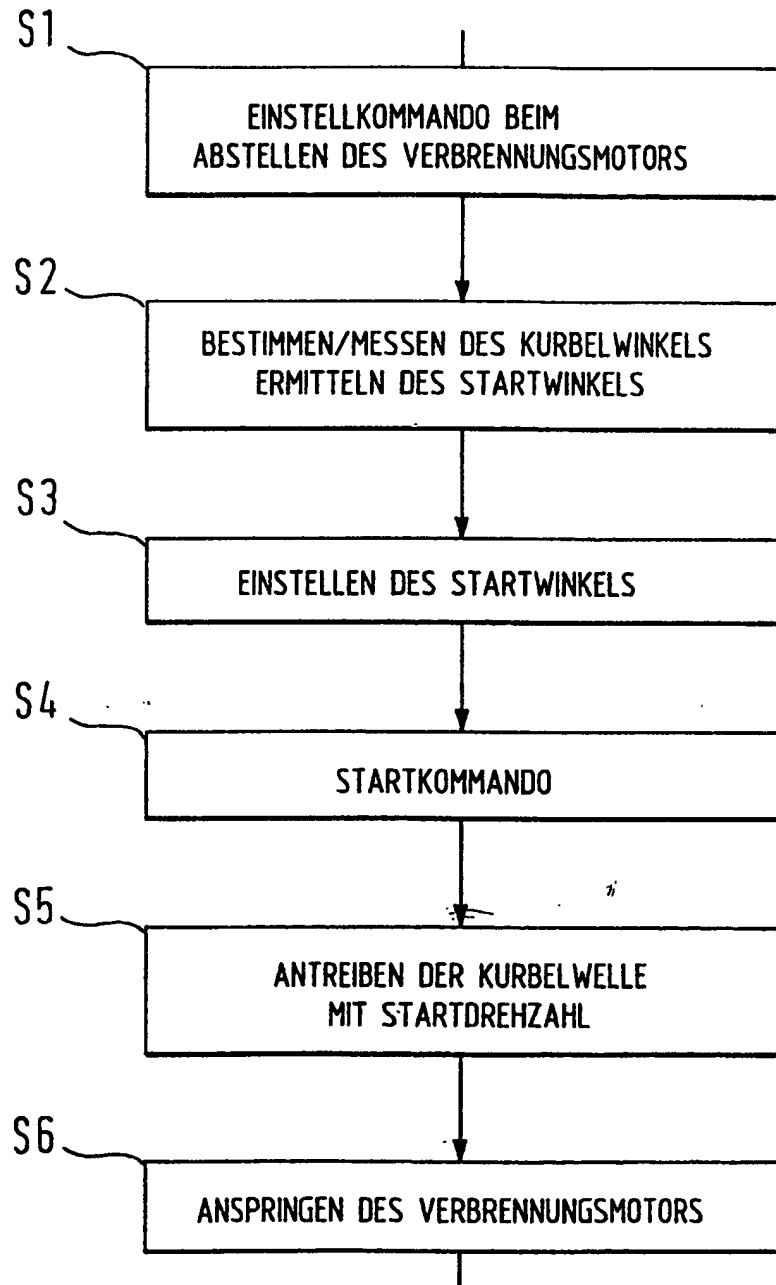 S1
EINSTELLKOMMANDO BEIM
ABSTELLEN DES VERBRENNUNGSMOTORS
S2
BESTIMMEN/MESSEN DES KURBELWINKELS
ERMITTELN DES STARTWINKELS
S3
EINSTELLEN DES STARTWINKELS
S4
STARTKOMMANDO
S5
ANTREIBEN DER KURBELWELLE
MIT STARTDREHZAHL
S6
ANSPRINGEN DES VERBRENNUNGSMOTORS